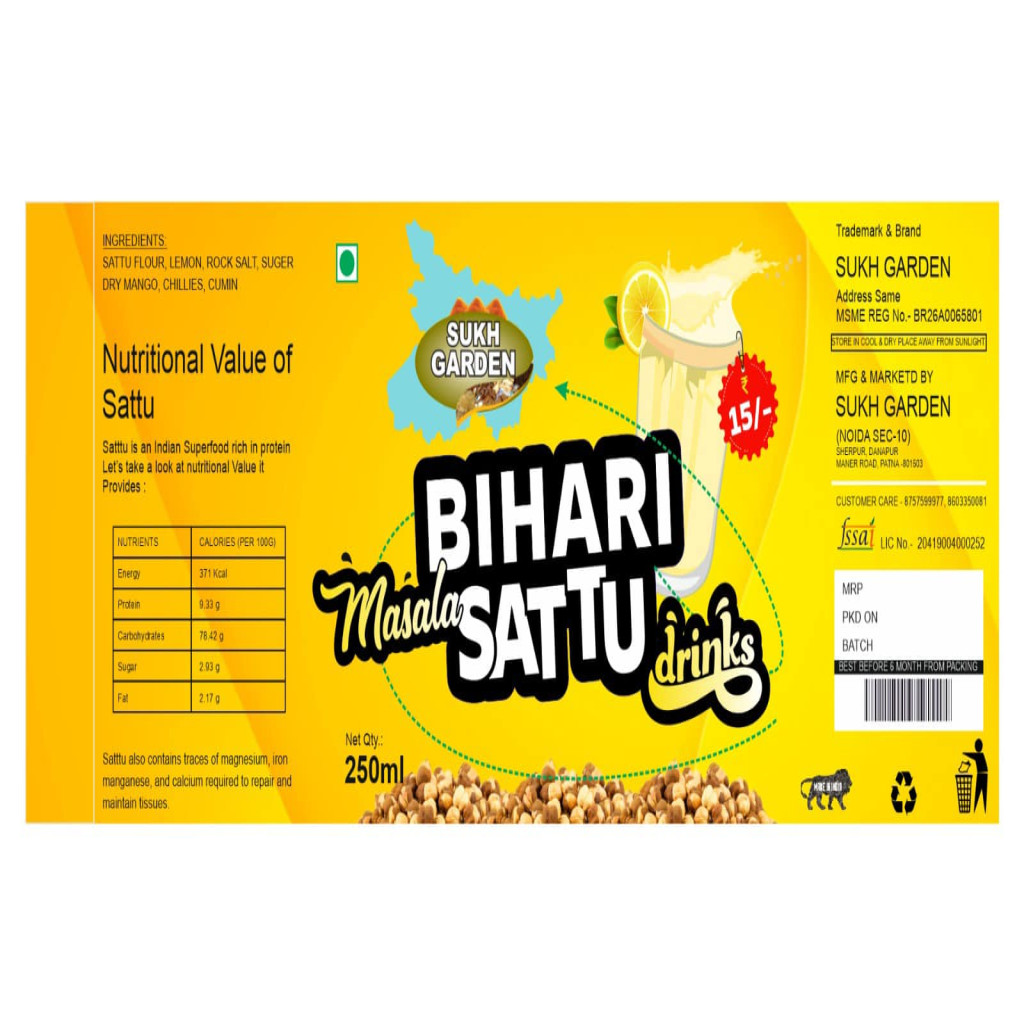 INGREDIENTS:
SATTU FLOUR, LEMON, ROCK SALT, SUGER
DRY MANGO, CHILLIES, CUMIN
Nutritional Value of
Sattu
Satttu is an Indian Superfood rich in protein
Let's take a look at nutritional Value it
Provides :
NUTRIENTS CALORIES (PER 100G)
Energy 371 Kcal
Protein 9.33 g
Carbohydrates 76.42 g
Sugar 2.93 g
Fat 2.17 g
Satttu also contains traces of magnesium, iron
manganese, and calcium required to repair and
maintain tissues.
SUKH
GARDEN
₹
15/-
BIHARI
Masala SATTU drinks
Net Qty.:
250ml
Trademark & Brand
SUKH GARDEN
Address Same
MSME REG No.- BR26A0065801
STORE IN COOL & DRY PLACE AWAY FROM SUNLIGHT
MFG & MARKETD BY
SUKH GARDEN
(NOIDA SEC-10)
SHERPUR, DANAPUR
MANER ROAD, PATNA -801503
CUSTOMER CARE - 8757599977, 8603350081
fssai LIC No.- 20419004000252
MRP
PKD ON
BATCH
BEST BEFORE 6 MONTH FROM PACKING
MAKE IN INDIA